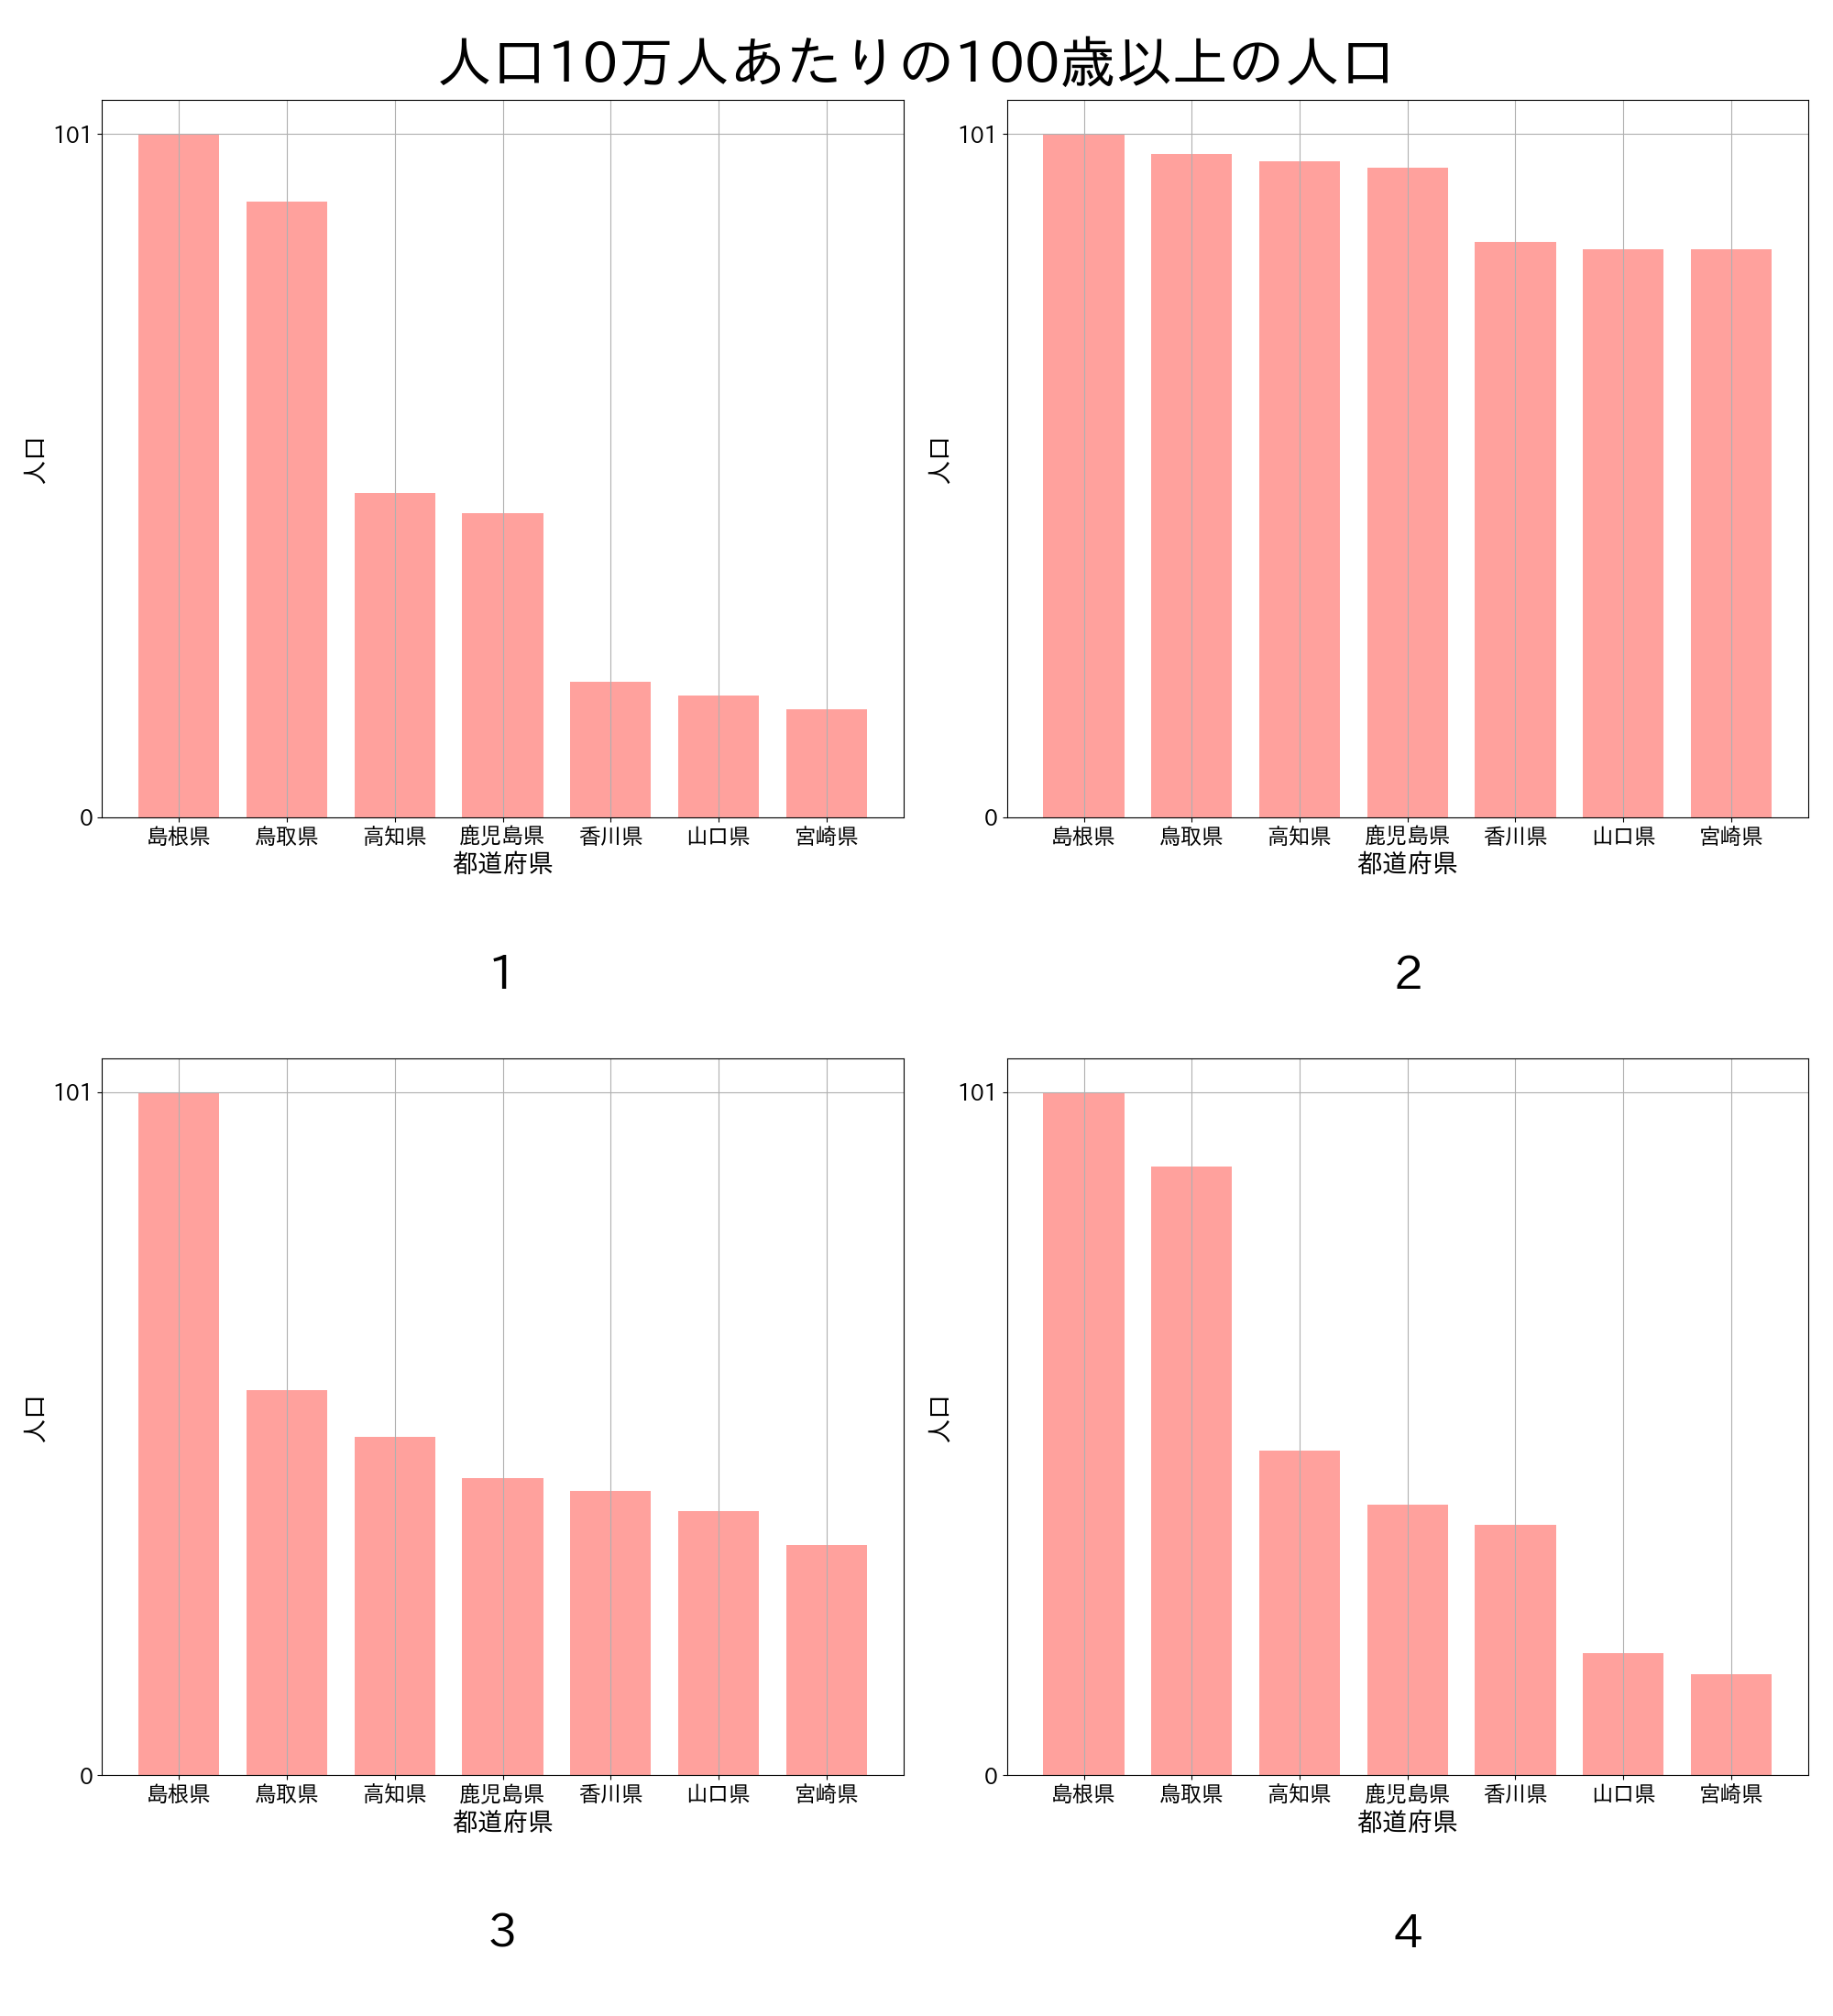 人口10万人あたりの100歳以上の人口
101
0
人口
島根県 鳥取県 高知県 鹿児島県 香川県 山口県 宮崎県
都道府県
1
101
0
人口
島根県 鳥取県 高知県 鹿児島県 香川県 山口県 宮崎県
都道府県
2
101
0
人口
島根県 鳥取県 高知県 鹿児島県 香川県 山口県 宮崎県
都道府県
3
101
0
人口
島根県 鳥取県 高知県 鹿児島県 香川県 山口県 宮崎県
都道府県
4